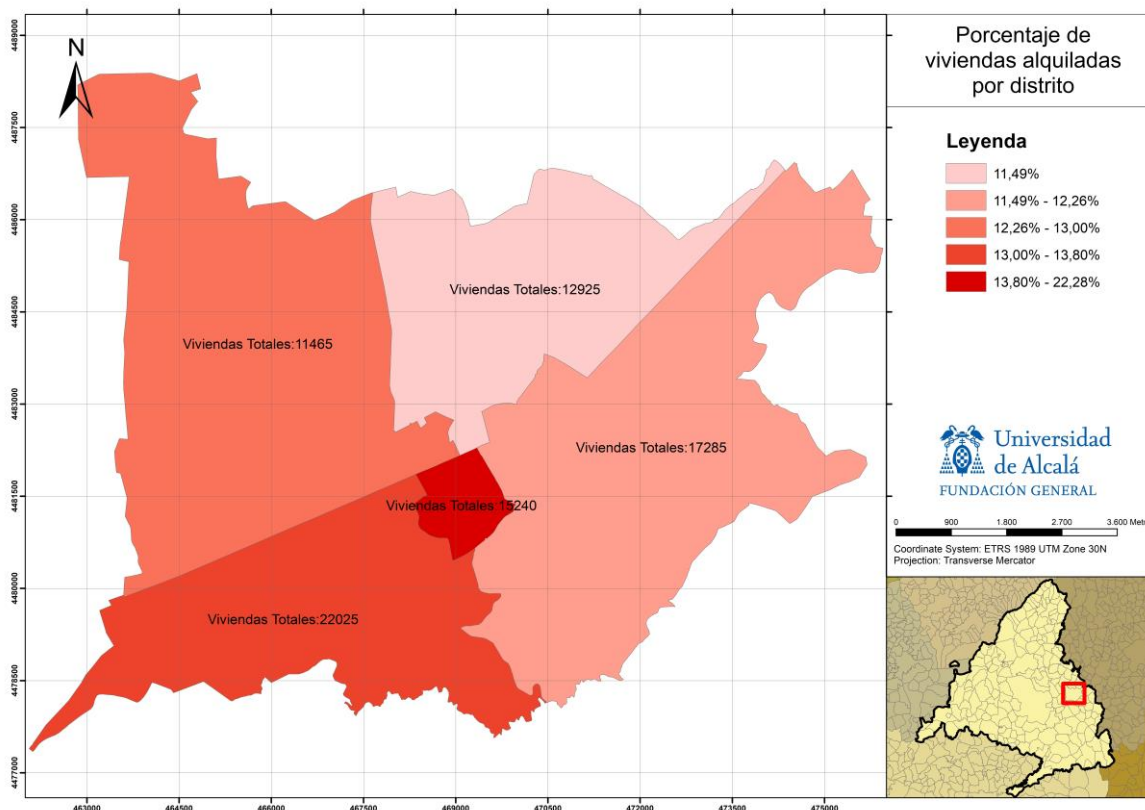 Porcentaje de
viviendas alquiladas
por distrito
N
Leyenda
11,49%
11,49% - 12,26%
12,26% - 13,00%
13,00% - 13,80%
13,80% - 22,28%
Viviendas Totales:12925
Viviendas Totales:11465
Viviendas Totales:17285
Viviendas Totales:15240
Viviendas Totales:22025
Universidad
de Alcalá
FUNDACIÓN GENERAL
0 900 1.800 2.700 3.600 Metr
Coordinate System: ETRS 1989 UTM Zone 30N
Projection: Transverse Mercator
4489000
4487500
4486000
4484500
4483000
4481500
4480000
4478500
4477000
463000 464500 466000 467500 469000 470500 472000 473500 475000